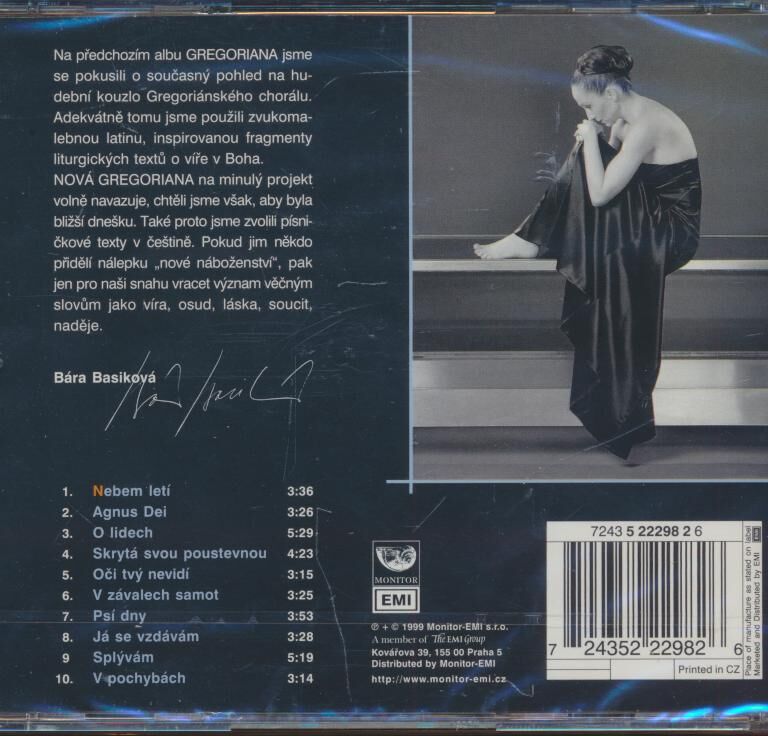 Na předchozím albu GREGORIANA jsme
se pokusili o současný pohled na hu-
dební kouzlo Gregoriánského chorálu.
Adekvátně tomu jsme použili zvukoma-
lebnou latinu, inspirovanou fragmenty
liturgických textů o víře v Boha.
NOVÁ GREGORIANA na minulý projekt
volně navazuje, chtěli jsme však, aby byla
bližší dnešku. Také proto jsme zvolili písni-
čkové texty v češtině. Pokud jim někdo
přidělí nálepku „nové náboženství“, pak
jen pro naši snahu vracet význam věčným
slovům jako víra, osud, láska, soucit,
naděje.
Bára Basiková
1. Nebem letí 3:36
2. Agnus Dei 3:26
3. O lidech 5:29
4. Skrytá svou poustevnou 4:23
5. Oči tvý nevidí 3:15
6. V závalech samot 3:25
7. Psí dny 3:53
8. Já se vzdávám 3:28
9 Splývám 5:19
10. V pochybách 3:14
MONITOR
EMI
℗ + © 1999 Monitor-EMI s.r.o.
A member of The EMI Group
Kovářova 39, 155 00 Praha 5
Distributed by Monitor-EMI
http://www.monitor-emi.cz
7243 5 22298 2 6
7 24352 22982 6
Printed in CZ
Place of manufacture as stated on label
Marketed and Distributed by EMI